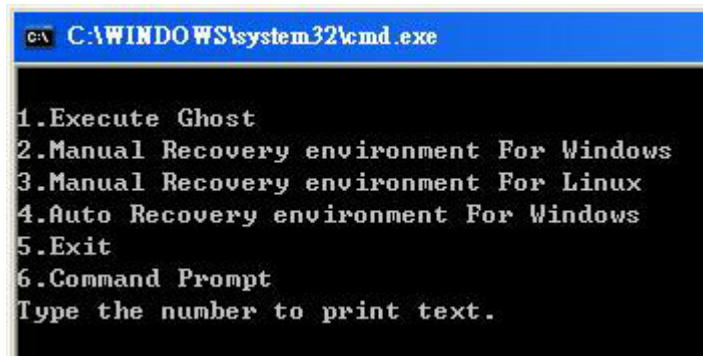 C:\WINDOWS\system32\cmd.exe
1.Execute Ghost
2.Manual Recovery environment For Windows
3.Manual Recovery environment For Linux
4.Auto Recovery environment For Windows
5.Exit
6.Command Prompt
Type the number to print text.